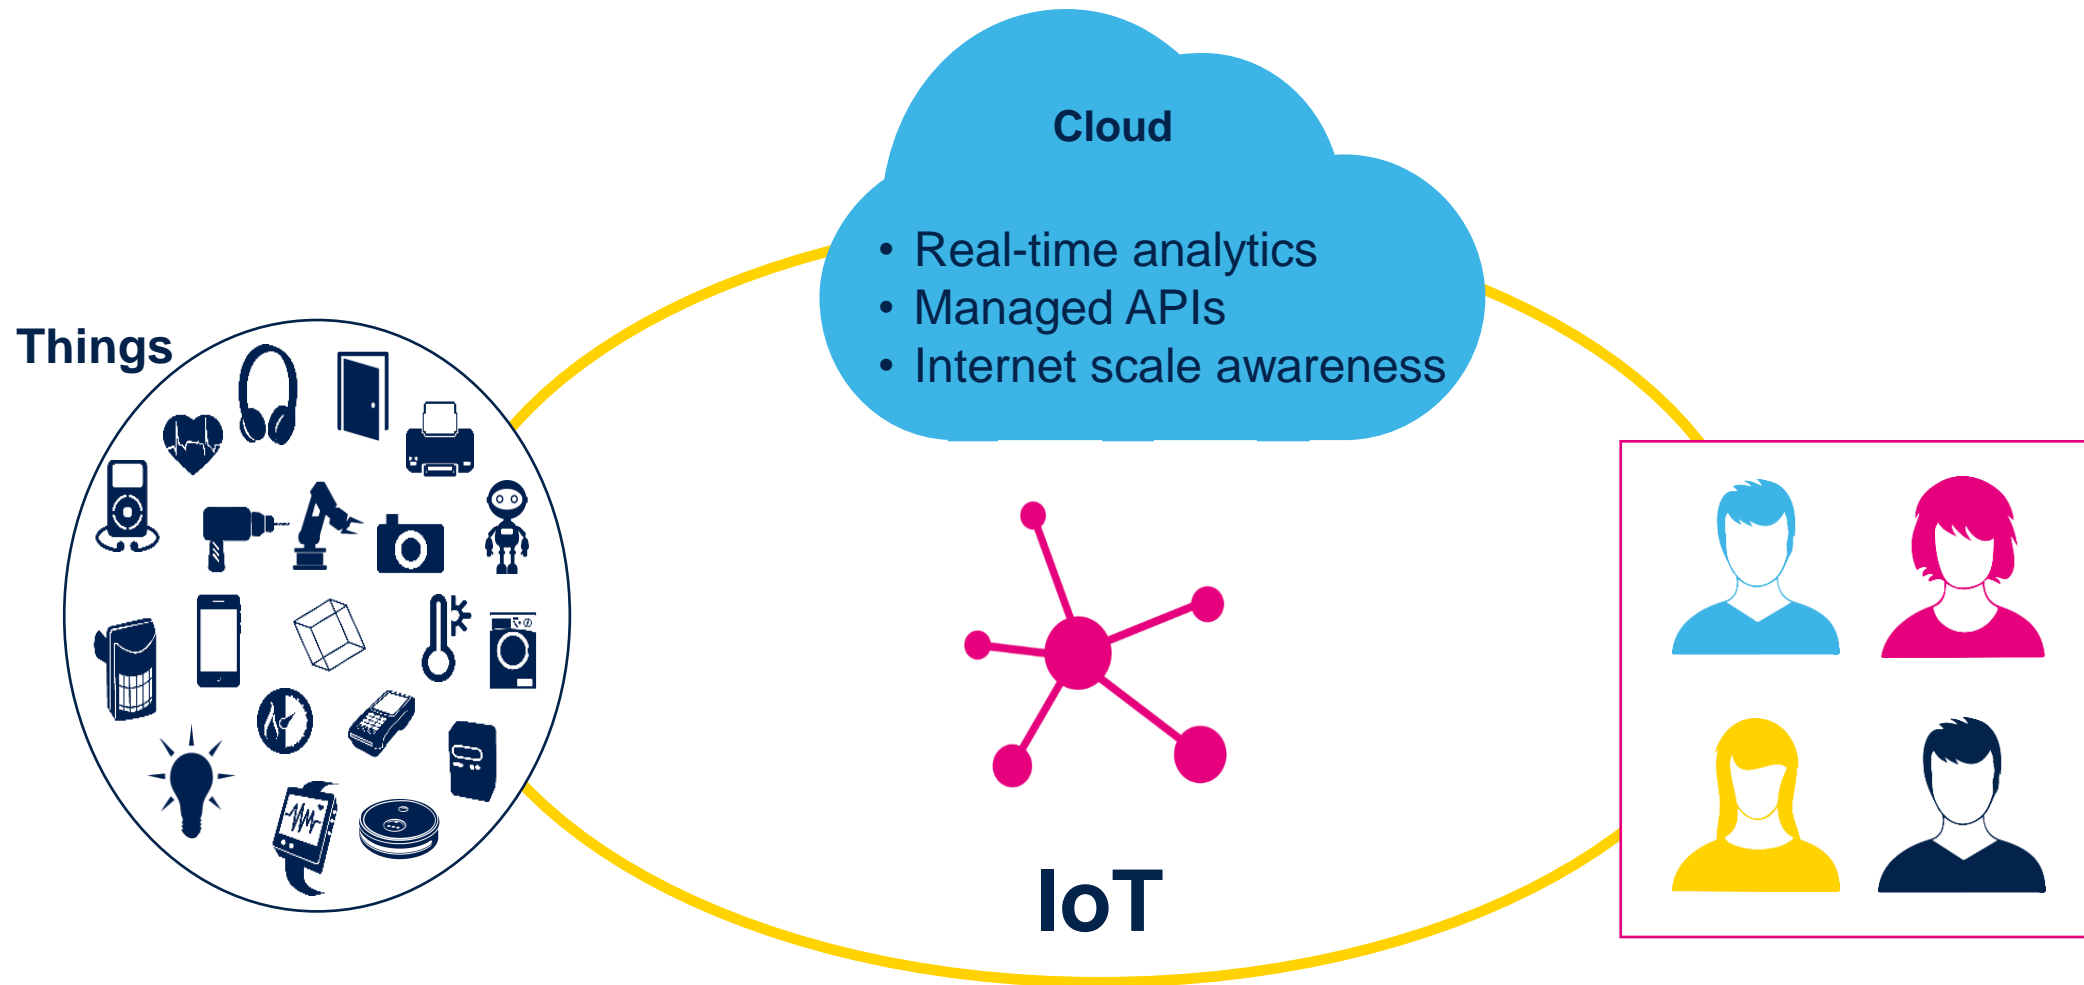 Cloud
• Real-time analytics
• Managed APIs
• Internet scale awareness
Things
IoT